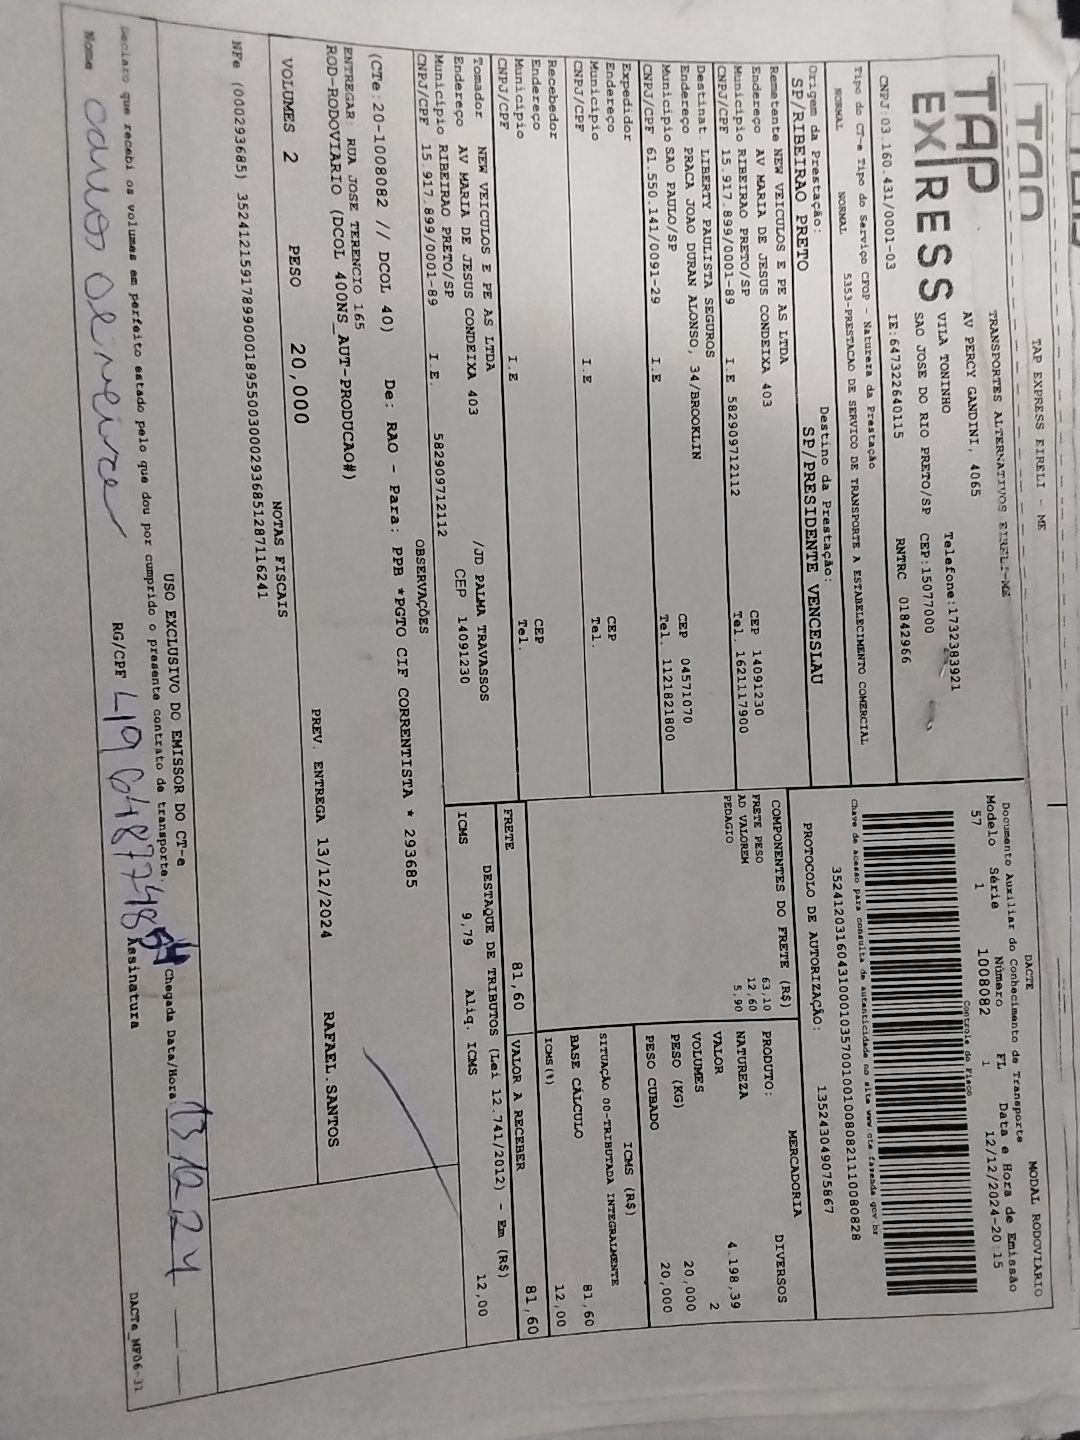 TAP EXPRESS EIRELI - ME
TAP
EXPRESS
TRANSPORTES ALTERNATIVOS EIRELI-ME
AV PERCY GANDINI, 4065
VILA TONINHO Telefone:1732383921
SAO JOSE DO RIO PRETO/SP CEP:15077000
CNPJ:03.160.431/0001-03 IE:647322640115 RNTRC 01842966
DACTE MODAL RODOVIARIO
Documento Auxiliar do Conhecimento de Transporte
Modelo Série Número FL Data e Hora de Emissão
57 1 1008082 1 12/12/2024-20:15
Controle do Fisco
Chave de acesso para consulta de autenticidade no site www.cte.fazenda.gov.br
35241203160431000103570010010080821110080828
PROTOCOLO DE AUTORIZAÇÃO: 135243049075867
Tipo do CT-e Tipo do Serviço CFOP - Natureza da Prestação
NORMAL NORMAL 5353-PRESTACAO DE SERVICO DE TRANSPORTE A ESTABELECIMENTO COMERCIAL
Origem da Prestação: Destino da Prestação:
SP/RIBEIRAO PRETO SP/PRESIDENTE VENCESLAU
Remetente NEW VEICULOS E PE AS LTDA
Endereço AV MARIA DE JESUS CONDEIXA 403 CEP 14091230
Município RIBEIRAO PRETO/SP Tel. 1621117900
CNPJ/CPF 15.917.899/0001-89 I.E 582909712112
Destinat. LIBERTY PAULISTA SEGUROS
Endereço PRACA JOAO DURAN ALONSO, 34/BROOKLIN CEP 04571070
Município SAO PAULO/SP Tel. 1121821800
CNPJ/CPF 61.550.141/0091-29 I.E
Expedidor
Endereço CEP
Município Tel.
CNPJ/CPF I.E
Recebedor
Endereço CEP
Município Tel.
CNPJ/CPF I.E
Tomador NEW VEICULOS E PE AS LTDA
Endereço AV MARIA DE JESUS CONDEIXA 403 /JD PALMA TRAVASSOS
Município RIBEIRAO PRETO/SP CEP 14091230
CNPJ/CPF 15.917.899/0001-89 I.E. 582909712112
COMPONENTES DO FRETE (R$)
FRETE PESO 63,10
AD VALOREM 12,60
PEDAGIO 5,90
MERCADORIA
PRODUTO: DIVERSOS
NATUREZA
VALOR 4.198,39
VOLUMES 2
PESO (KG) 20,000
PESO CUBADO 20,000
ICMS (R$)
SITUAÇÃO 00-TRIBUTADA INTEGRALMENTE
BASE CÁLCULO 81,60
ICMS(%) 12,00
FRETE 81,60 VALOR A RECEBER 81,60
DESTAQUE DE TRIBUTOS (Lei 12.741/2012) - Em (R$)
ICMS 9,79 Aliq. ICMS 12,00
OBSERVAÇÕES
(CTe.20-1008082 // DCOL 40) De: RAO - Para: PPB *PGTO CIF CORRENTISTA * 293685
ENTREGAR: RUA JOSE TERENCIO 165
ROD-RODOVIARIO (DCOL 400NS_AUT-PRODUCAO#)
VOLUMES 2 PESO 20,000 PREV. ENTREGA 13/12/2024 RAFAEL.SANTOS
NOTAS FISCAIS
NFe (000293685) 35241215917899000189550030002936851287116241
USO EXCLUSIVO DO EMISSOR DO CT-e
Declaro que recebi os volumes em perfeito estado pelo que dou por cumprido o presente contrato de transporte. Chegada Data/Hora: 13 12 24
Nome RG/CPF Assinatura
DACTe_MF06-11